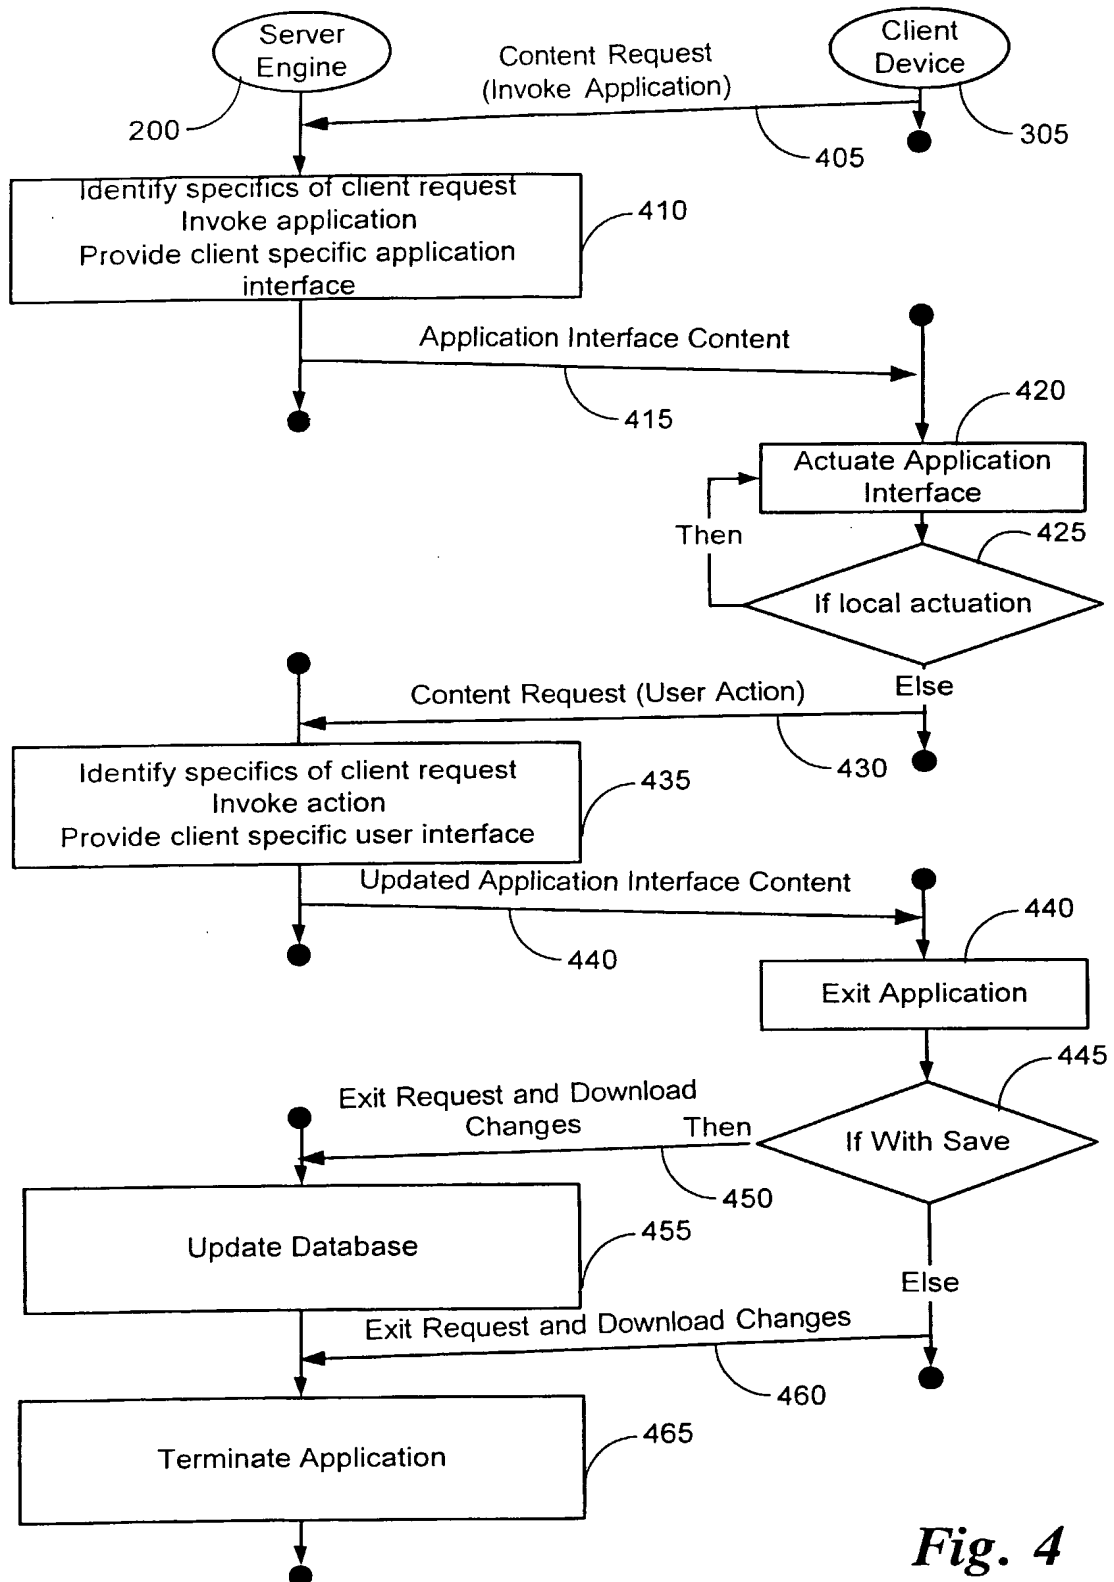 Server
Engine
Client
Device
Content Request
(Invoke Application)
200
405
305
Identify specifics of client request
Invoke application
Provide client specific application
interface
410
Application Interface Content
415
420
Actuate Application
Interface
Then
425
If local actuation
Else
Content Request (User Action)
430
Identify specifics of client request
Invoke action
Provide client specific user interface
435
Updated Application Interface Content
440
440
Exit Application
445
Exit Request and Download
Changes
Then
If With Save
450
Update Database
455
Else
Exit Request and Download Changes
460
Terminate Application
465
Fig. 4